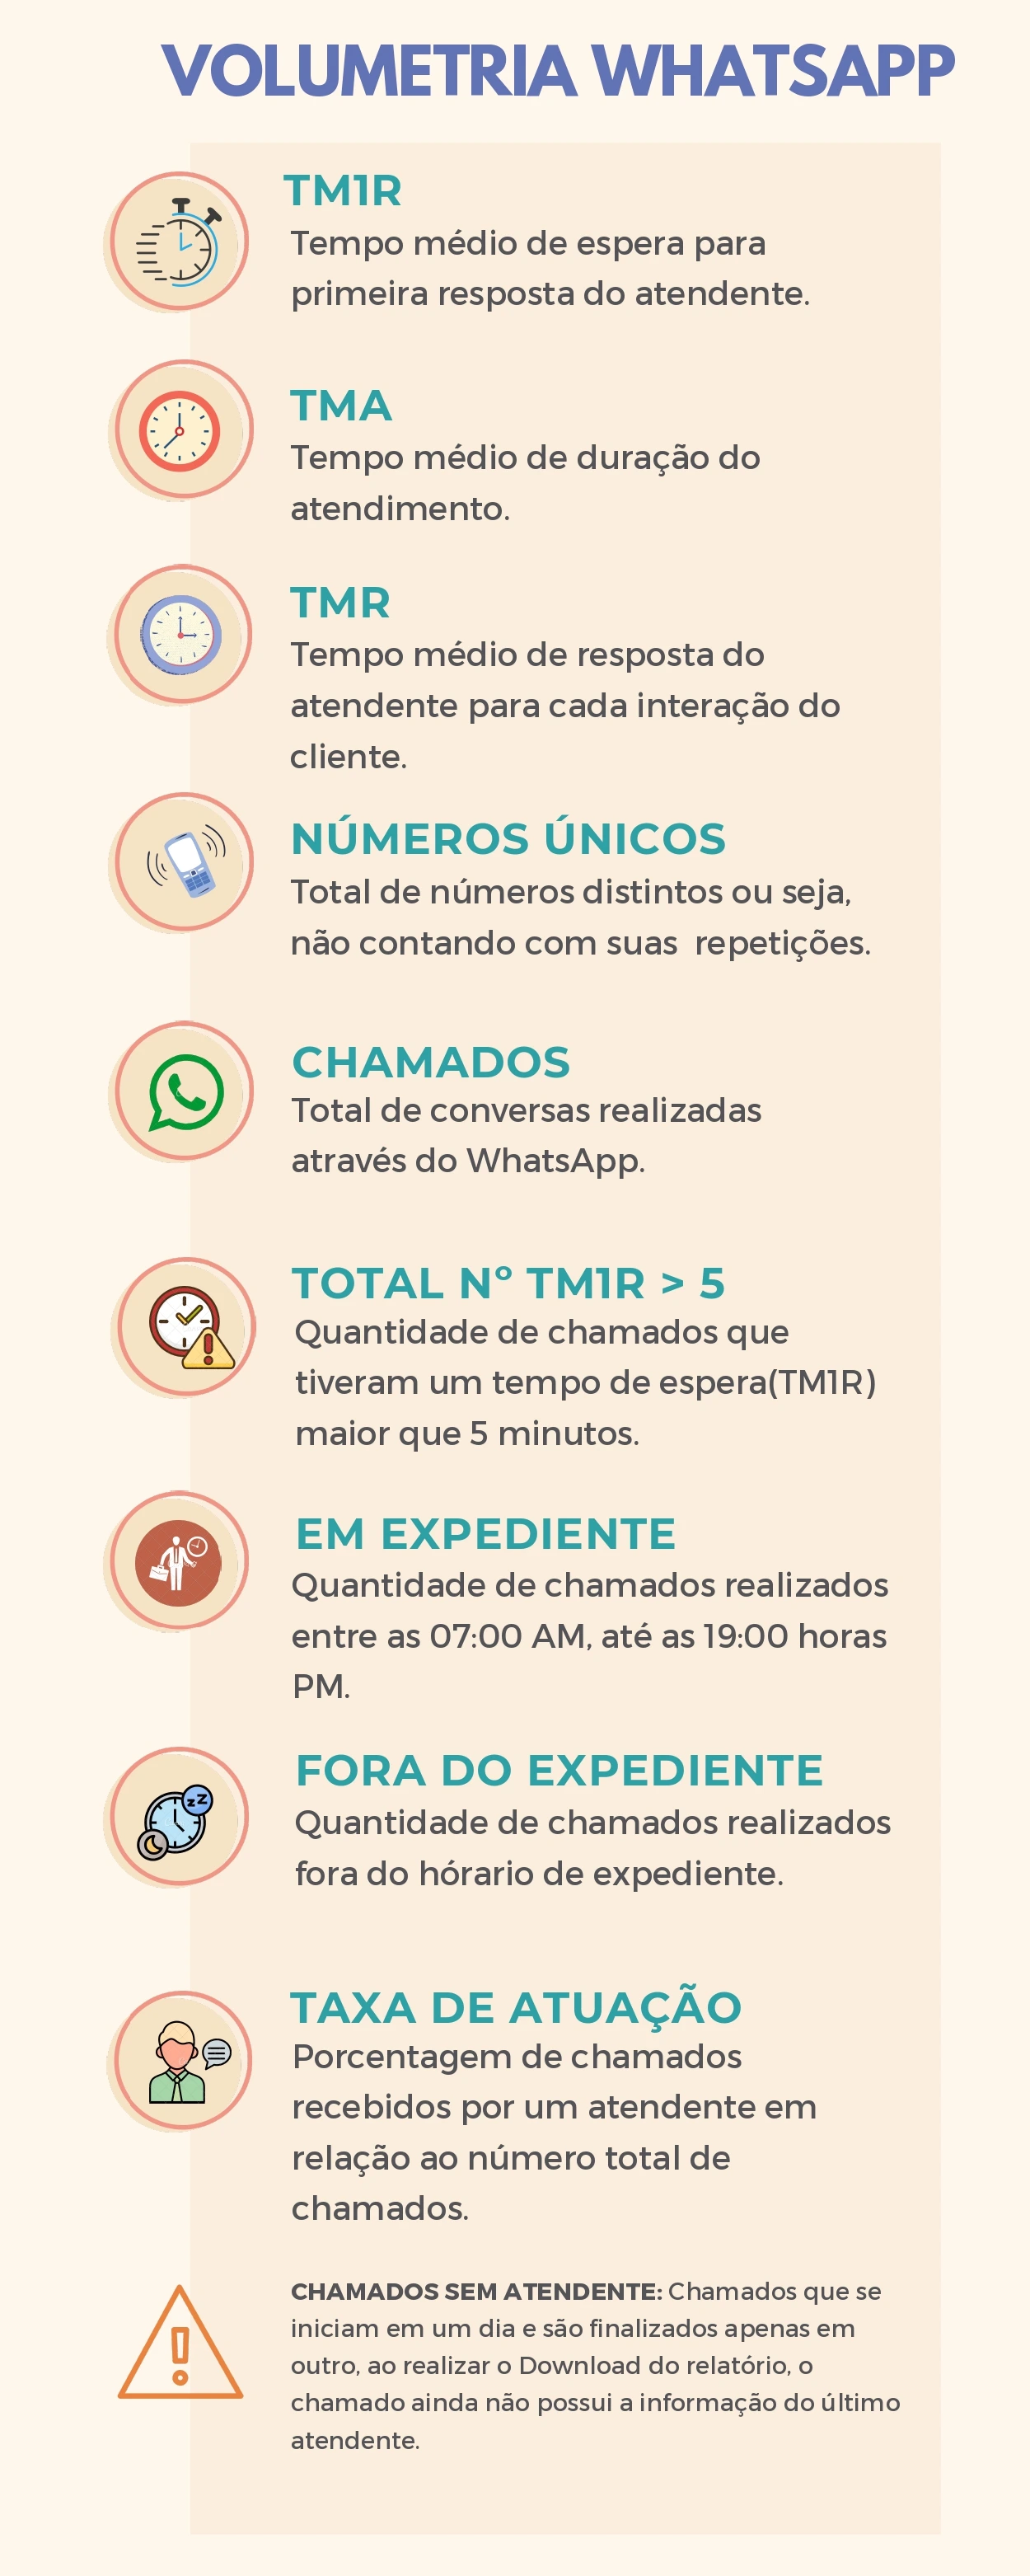 VOLUMETRIA WHATSAPP
TM1R
Tempo médio de espera para
primeira resposta do atendente.
TMA
Tempo médio de duração do
atendimento.
TMR
Tempo médio de resposta do
atendente para cada interação do
cliente.
NÚMEROS ÚNICOS
Total de números distintos ou seja,
não contando com suas  repetições.
CHAMADOS
Total de conversas realizadas
através do WhatsApp.
TOTAL Nº TM1R > 5
Quantidade de chamados que
tiveram um tempo de espera(TM1R)
maior que 5 minutos.
EM EXPEDIENTE
Quantidade de chamados realizados
entre as 07:00 AM, até as 19:00 horas
PM.
zZ
FORA DO EXPEDIENTE
Quantidade de chamados realizados
fora do hórario de expediente.
TAXA DE ATUAÇÃO
Porcentagem de chamados
recebidos por um atendente em
relação ao número total de
chamados.
CHAMADOS SEM ATENDENTE: Chamados que se
iniciam em um dia e são finalizados apenas em
outro, ao realizar o Download do relatório, o
chamado ainda não possui a informação do último
atendente.